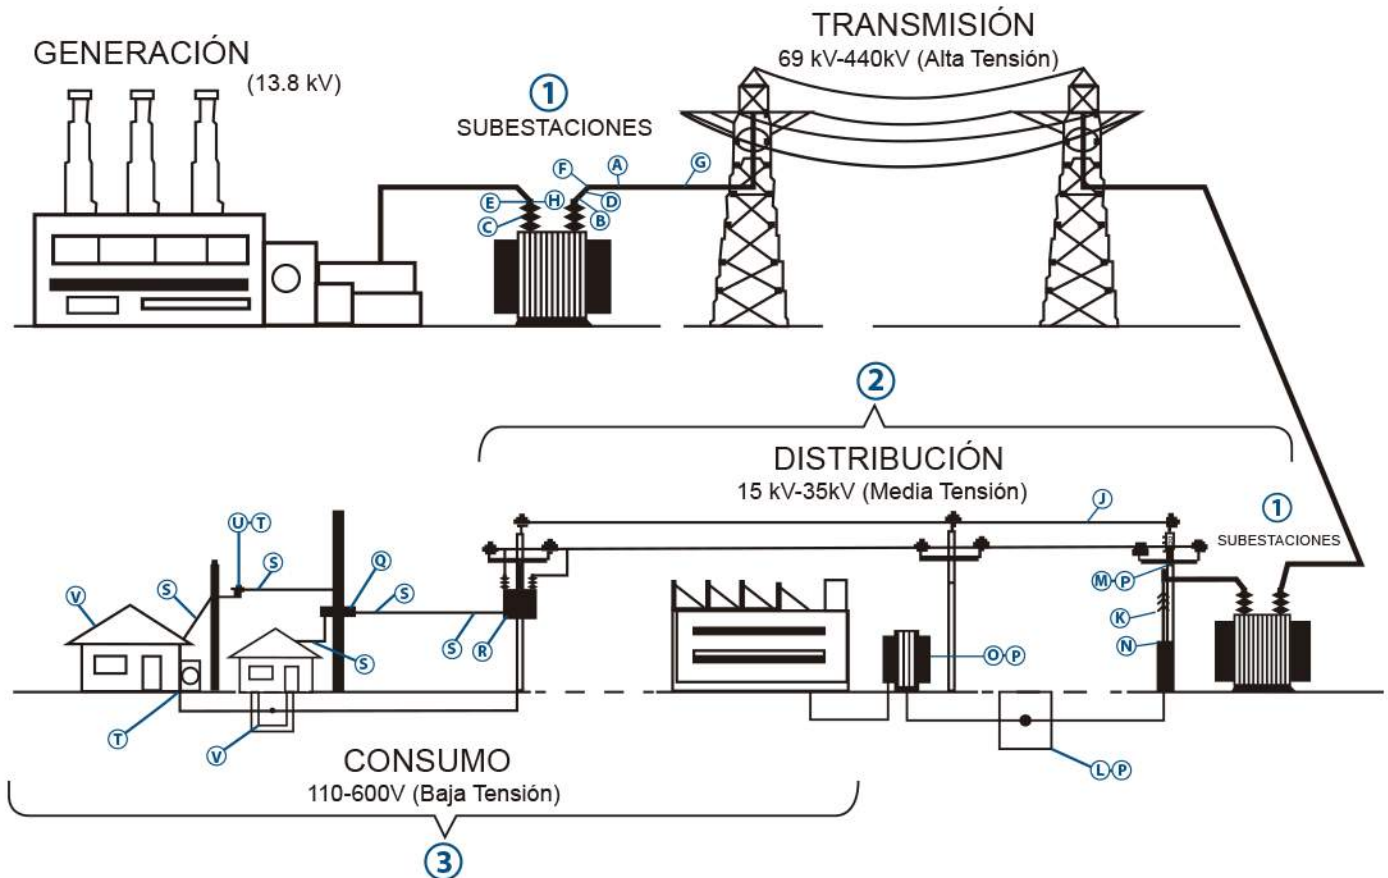 GENERACIÓN
(13.8 kV)
1
SUBESTACIONES
TRANSMISIÓN
69 kV-440kV (Alta Tensión)
F
A
G
E
H
D
C
B
2
DISTRIBUCIÓN
15 kV-35kV (Media Tensión)
J
1
SUBESTACIONES
U-T
S
Q
S
S
V
M-P
K
N
S
R
S
O-P
T
V
L-P
CONSUMO
110-600V (Baja Tensión)
3